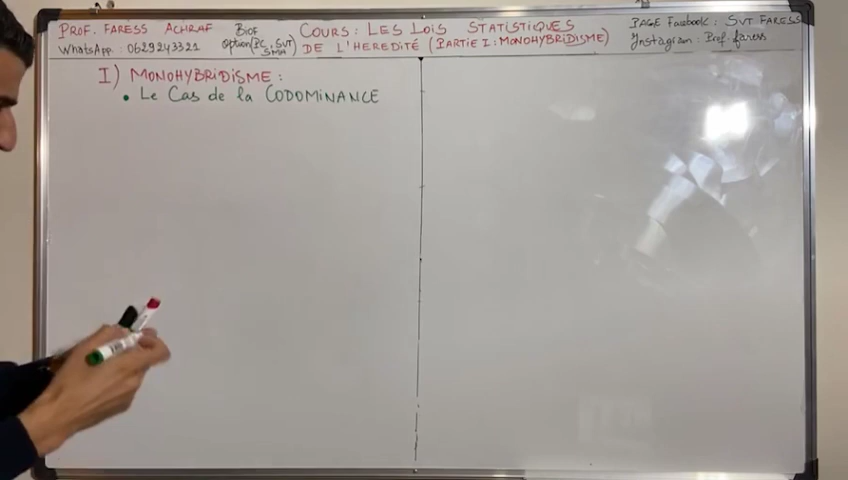 PROF. FARESS ACHRAF
WhatsApp : 0629243321
BioF
Option(PC, SVT
SMA)
COURS : LES LOIS STATISTIQUES
DE L'HEREDITÉ (PARTIE I : MONOHYBRIDISME)
PAGE Facebook : SVT FARESS
Instagram : Prof. faress
I) MONOHYBRIDISME :
• Le Cas de la CODOMINANCE